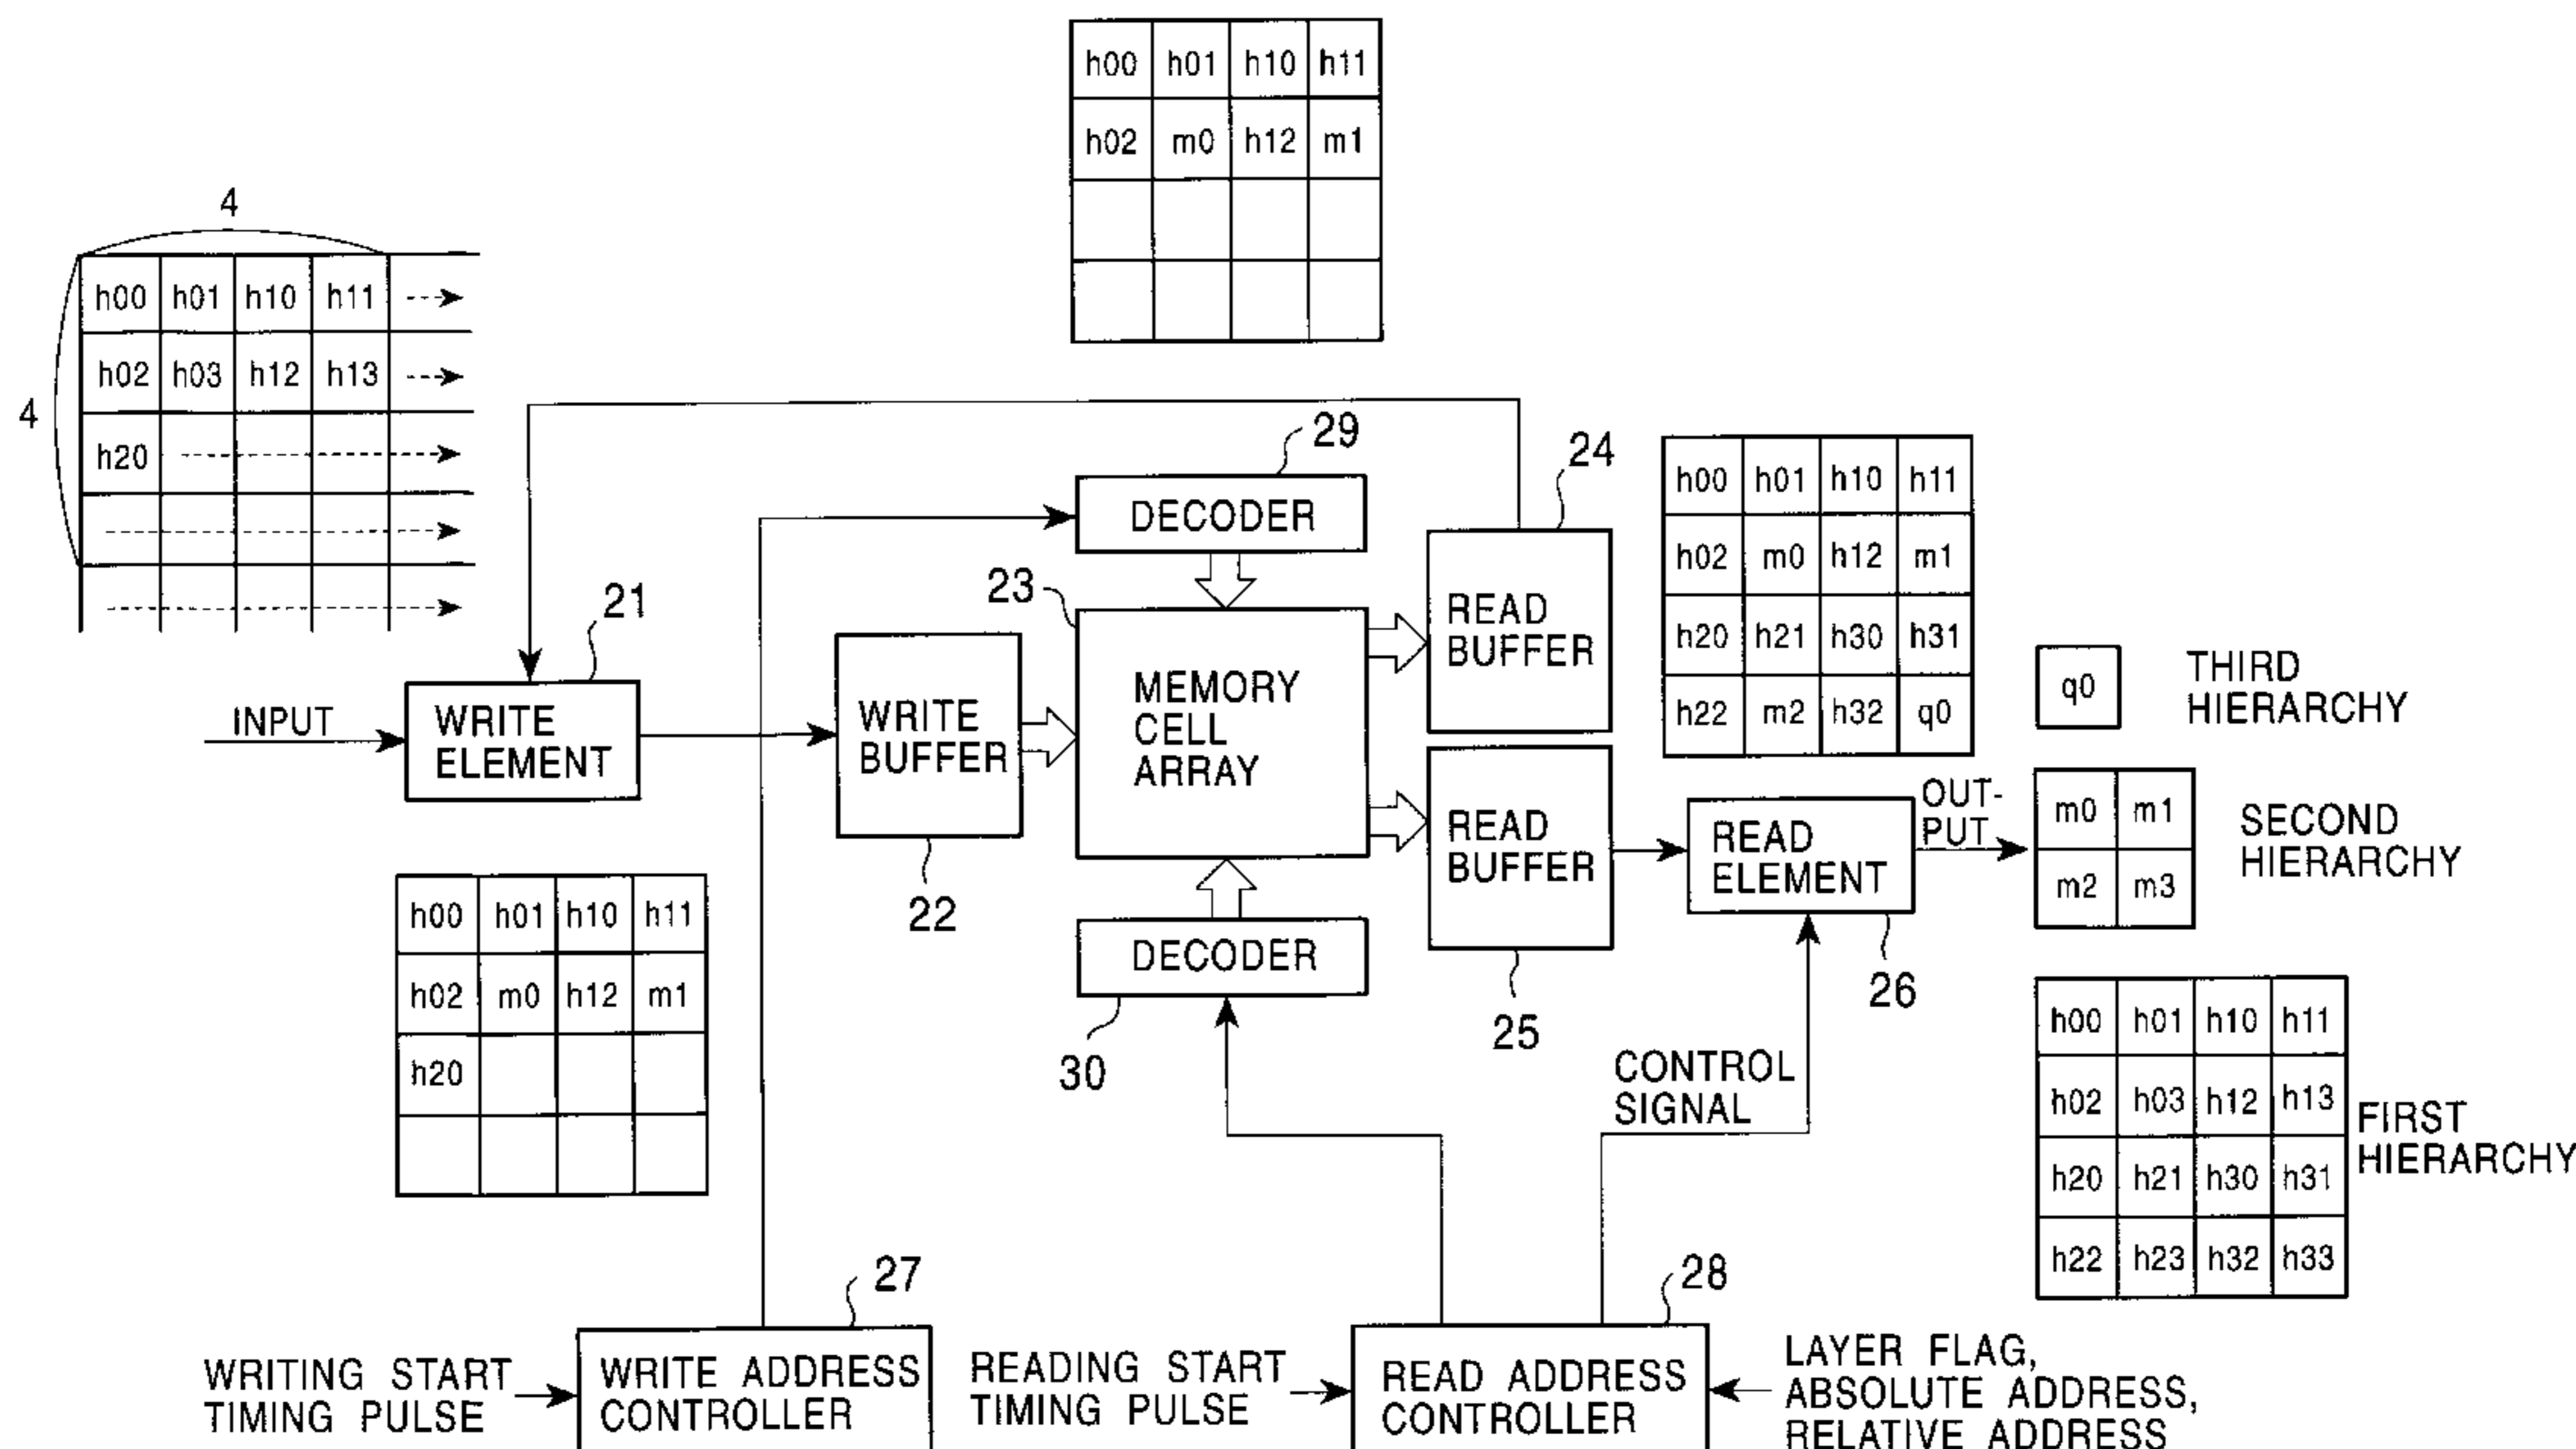 h00 h01 h10 h11
h02 m0 h12 m1
4
4
h00 h01 h10 h11
h02 h03 h12 h13
h20
29
DECODER
24
h00 h01 h10 h11
h02 m0 h12 m1
h20 h21 h30 h31
h22 m2 h32 q0
21
23
INPUT
WRITE
ELEMENT
WRITE
BUFFER
22
MEMORY
CELL
ARRAY
READ
BUFFER
READ
BUFFER
25
q0
THIRD
HIERARCHY
OUT-
PUT
READ
ELEMENT
26
m0 m1
m2 m3
SECOND
HIERARCHY
h00 h01 h10 h11
h02 m0 h12 m1
h20
DECODER
30
CONTROL
SIGNAL
h00 h01 h10 h11
h02 h03 h12 h13
h20 h21 h30 h31
h22 h23 h32 h33
FIRST
HIERARCHY
27
28
WRITING START
TIMING PULSE
WRITE ADDRESS
CONTROLLER
READING START
TIMING PULSE
READ ADDRESS
CONTROLLER
LAYER FLAG,
ABSOLUTE ADDRESS,
RELATIVE ADDRESS